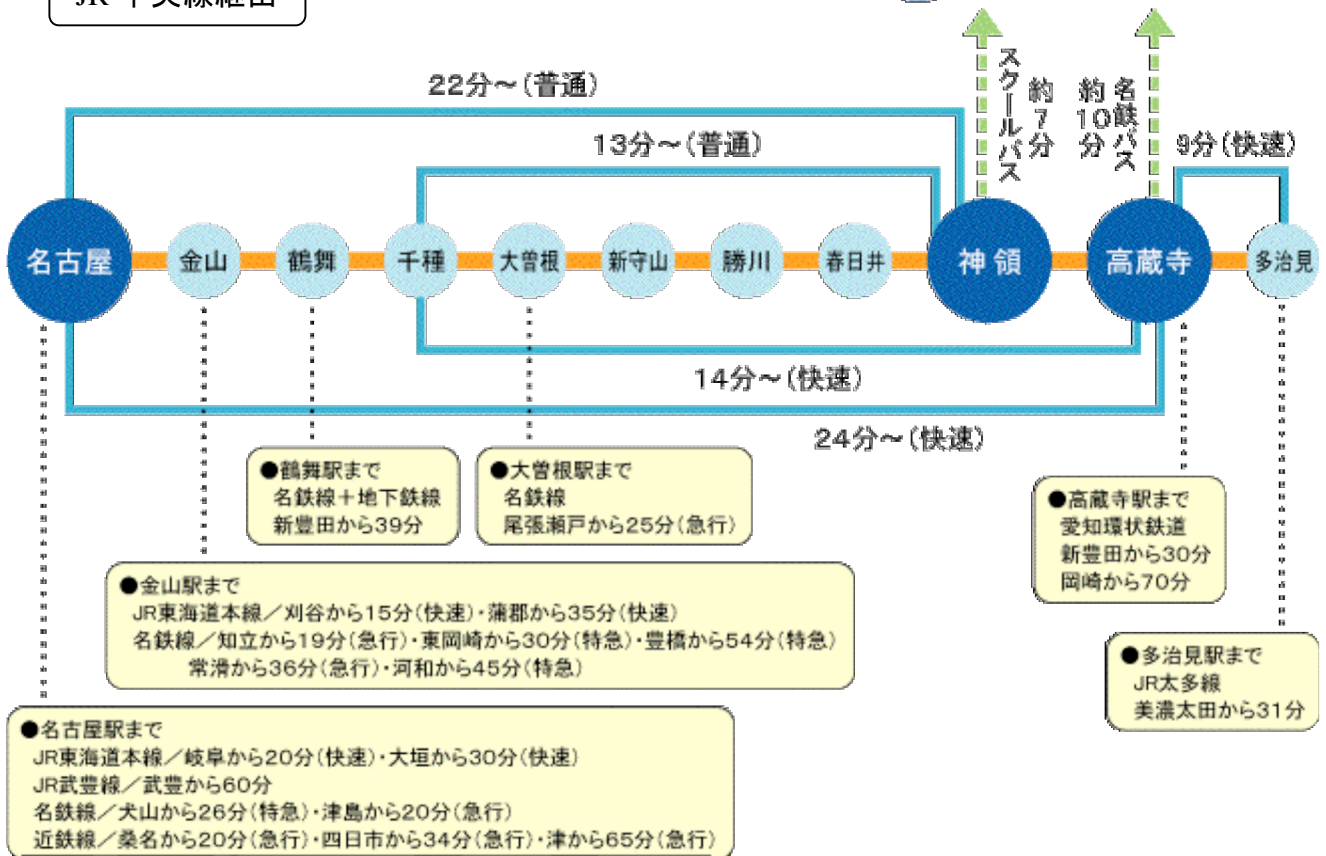 JR 中央線経由
22分～(普通)
13分～(普通)
スクールバス
約7分
約10分
名鉄バス
9分(快速)
名古屋
金山
鶴舞
千種
大曽根
新守山
勝川
春日井
神領
高蔵寺
多治見
14分～(快速)
24分～(快速)
●鶴舞駅まで
名鉄線＋地下鉄線
新豊田から39分
●大曽根駅まで
名鉄線
尾張瀬戸から25分(急行)
●高蔵寺駅まで
愛知環状鉄道
新豊田から30分
岡崎から70分
●金山駅まで
JR東海道本線／刈谷から15分(快速)・蒲郡から35分(快速)
名鉄線／知立から19分(急行)・東岡崎から30分(特急)・豊橋から54分(特急)
常滑から36分(急行)・河和から45分(特急)
●多治見駅まで
JR太多線
美濃太田から31分
●名古屋駅まで
JR東海道本線／岐阜から20分(快速)・大垣から30分(快速)
JR武豊線／武豊から60分
名鉄線／犬山から26分(特急)・津島から20分(急行)
近鉄線／桑名から20分(急行)・四日市から34分(急行)・津から65分(急行)